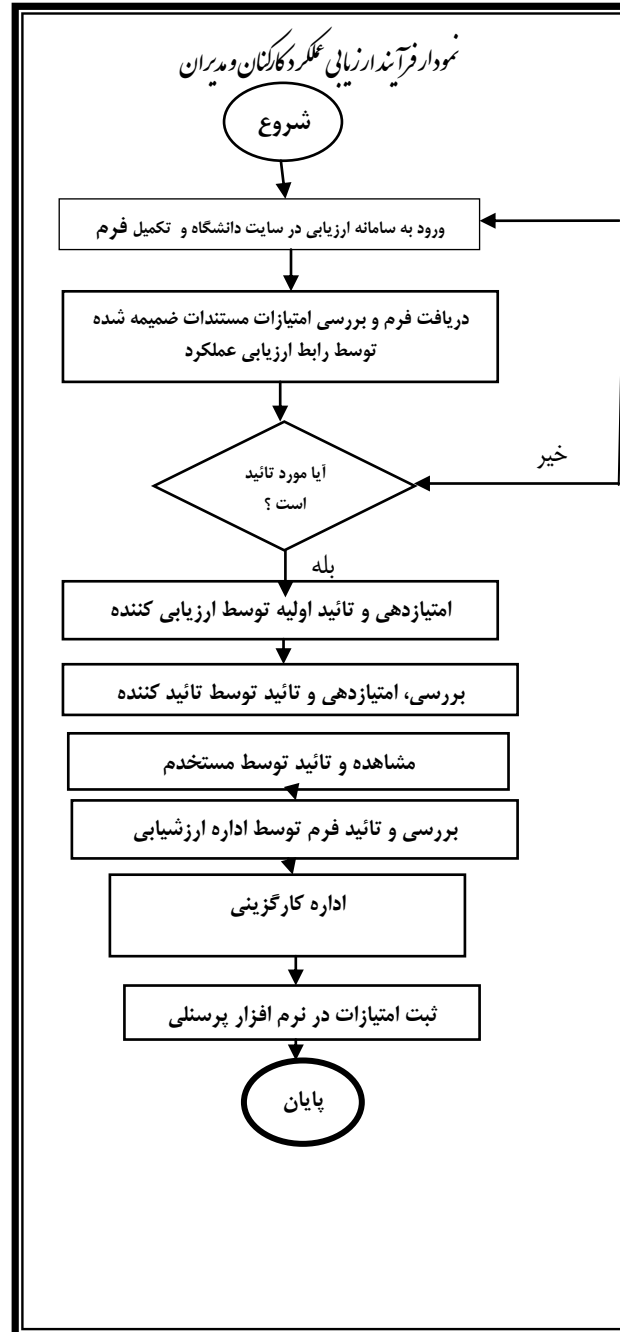 نمودار فرآیند ارزیابی عملکرد کارکنان و مدیران
شروع
ورود به سامانه ارزیابی در سایت دانشگاه و تکمیل فرم
دریافت فرم و بررسی امتیازات مستندات ضمیمه شده
توسط رابط ارزیابی عملکرد
آیا مورد تائید
است ؟
خیر
بله
امتیازدهی و تائید اولیه توسط ارزیابی کننده
بررسی، امتیازدهی و تائید توسط تائید کننده
مشاهده و تائید توسط مستخدم
بررسی و تائید فرم توسط اداره ارزشیابی
اداره کارگزینی
ثبت امتیازات در نرم افزار پرسنلی
پایان